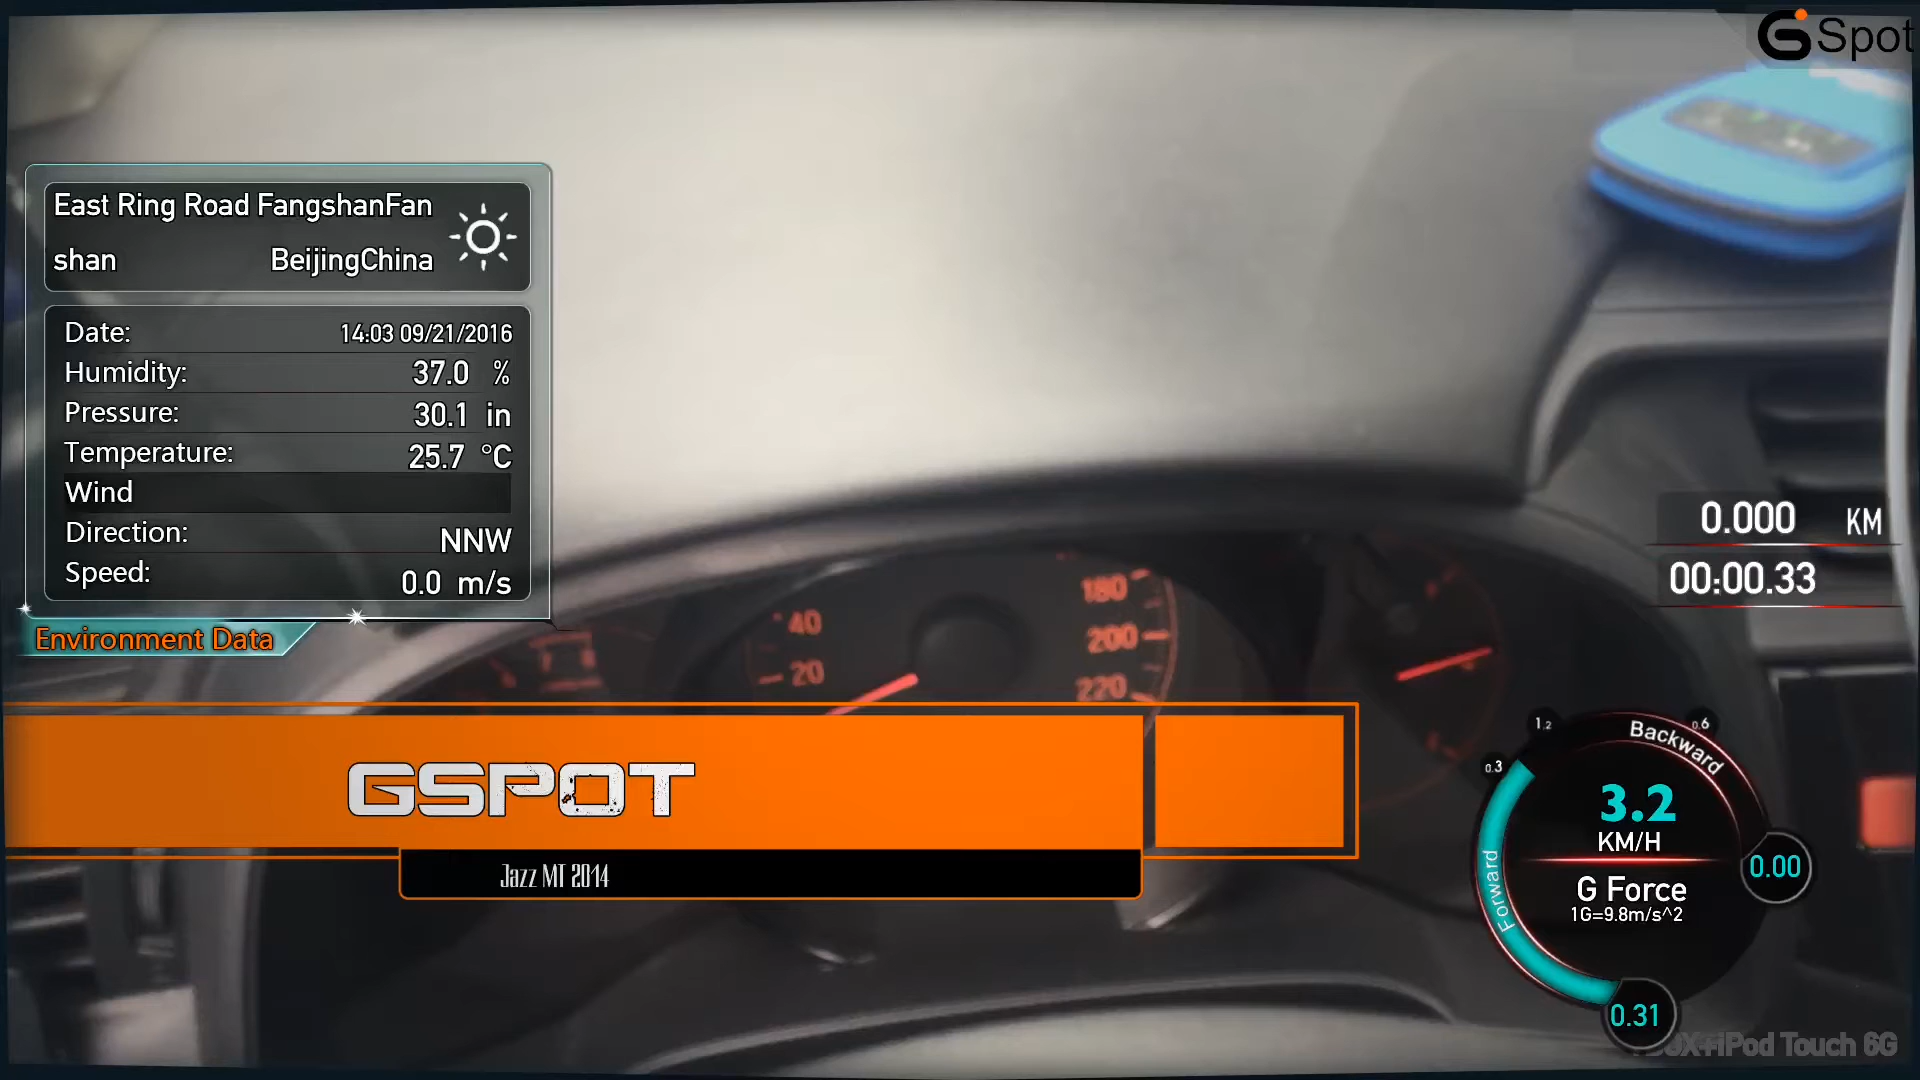 G Spot
East Ring Road FangshanFan
shan BeijingChina
Date: 14:03 09/21/2016
Humidity: 37.0 %
Pressure: 30.1 in
Temperature: 25.7 °C
Wind
Direction: NNW
Speed: 0.0 m/s
Environment Data
0.000 KM
00:00.33
40
20
180
200
220
GSPOT
Jazz MT 2014
0.3
1.2
0.6
Backward
Forward
3.2
KM/H
G Force
1G=9.8m/s^2
0.00
0.31
iPod Touch 6G